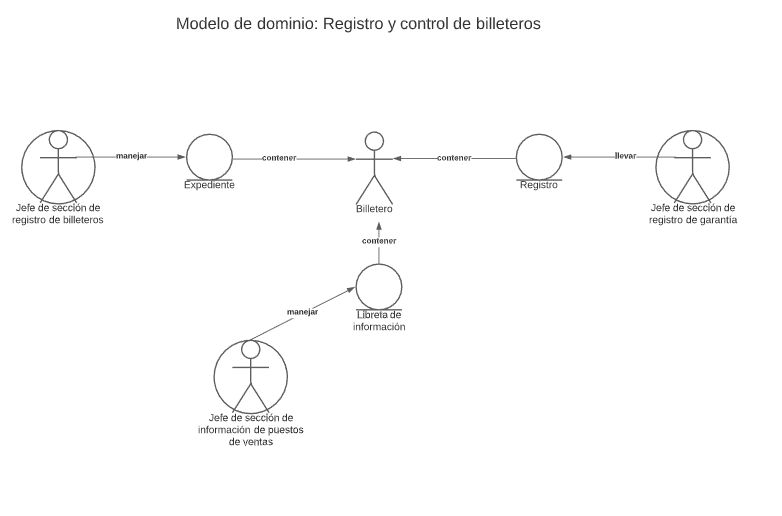 Modelo de dominio: Registro y control de billeteros
manejar
contener
contener
llevar
Jefe de sección de
registro de billeteros
Expediente
Billetero
Registro
Jefe de sección de
registro de garantía
contener
manejar
Libreta de
información
Jefe de sección de
información de puestos
de ventas